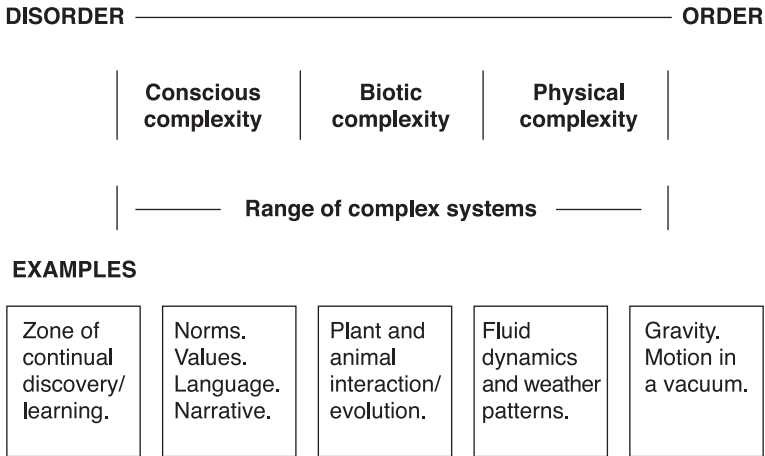 DISORDER ORDER
Conscious complexity
Biotic complexity
Physical complexity
Range of complex systems
EXAMPLES
Zone of
continual
discovery/
learning.
Norms.
Values.
Language.
Narrative.
Plant and
animal
interaction/
evolution.
Fluid
dynamics
and weather
patterns.
Gravity.
Motion in
a vacuum.